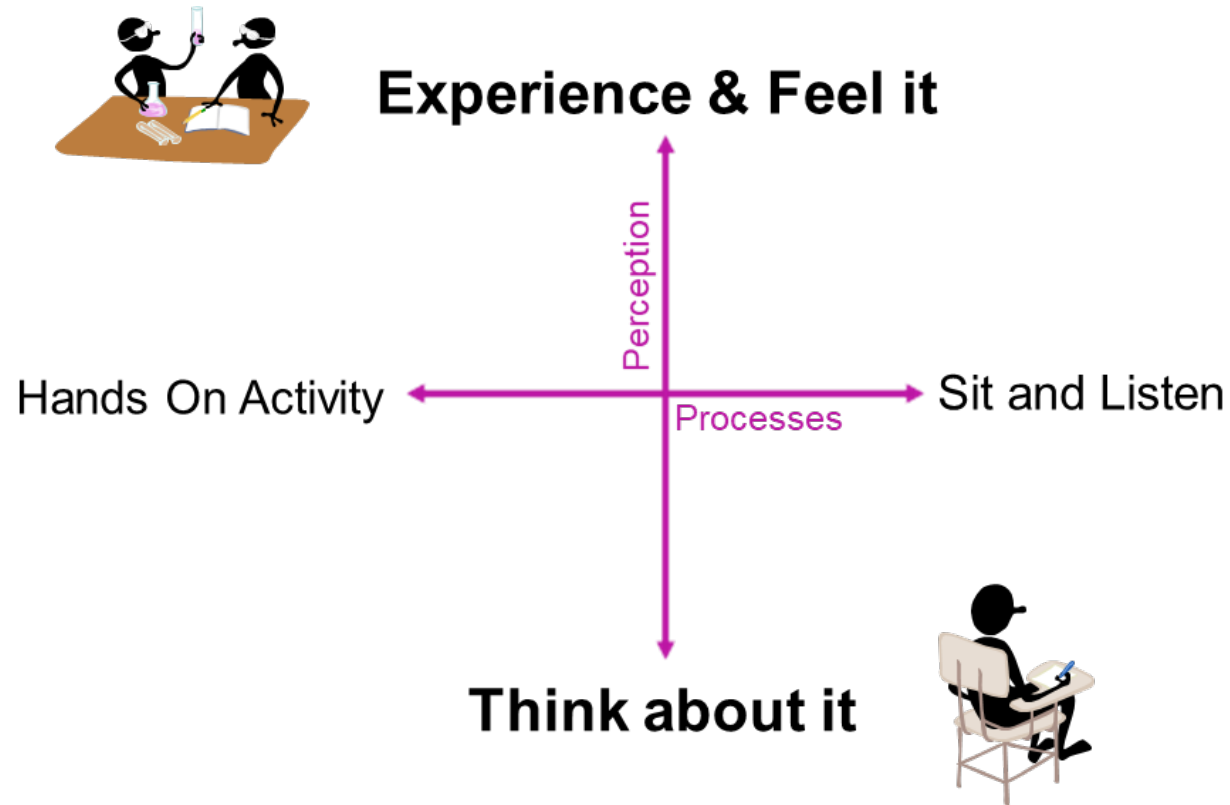 Experience & Feel it
Perception
Hands On Activity
Sit and Listen
Processes
Think about it